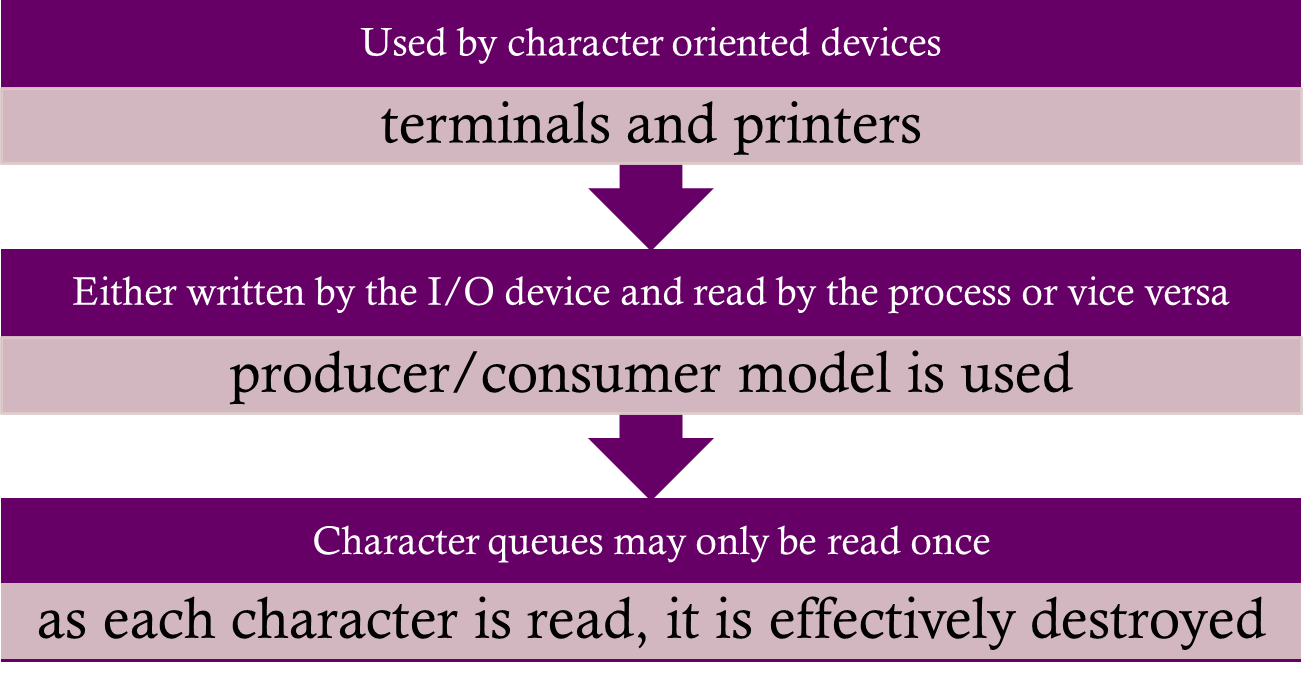 Used by character oriented devices
terminals and printers
Either written by the I/O device and read by the process or vice versa
producer/consumer model is used
Character queues may only be read once
as each character is read, it is effectively destroyed